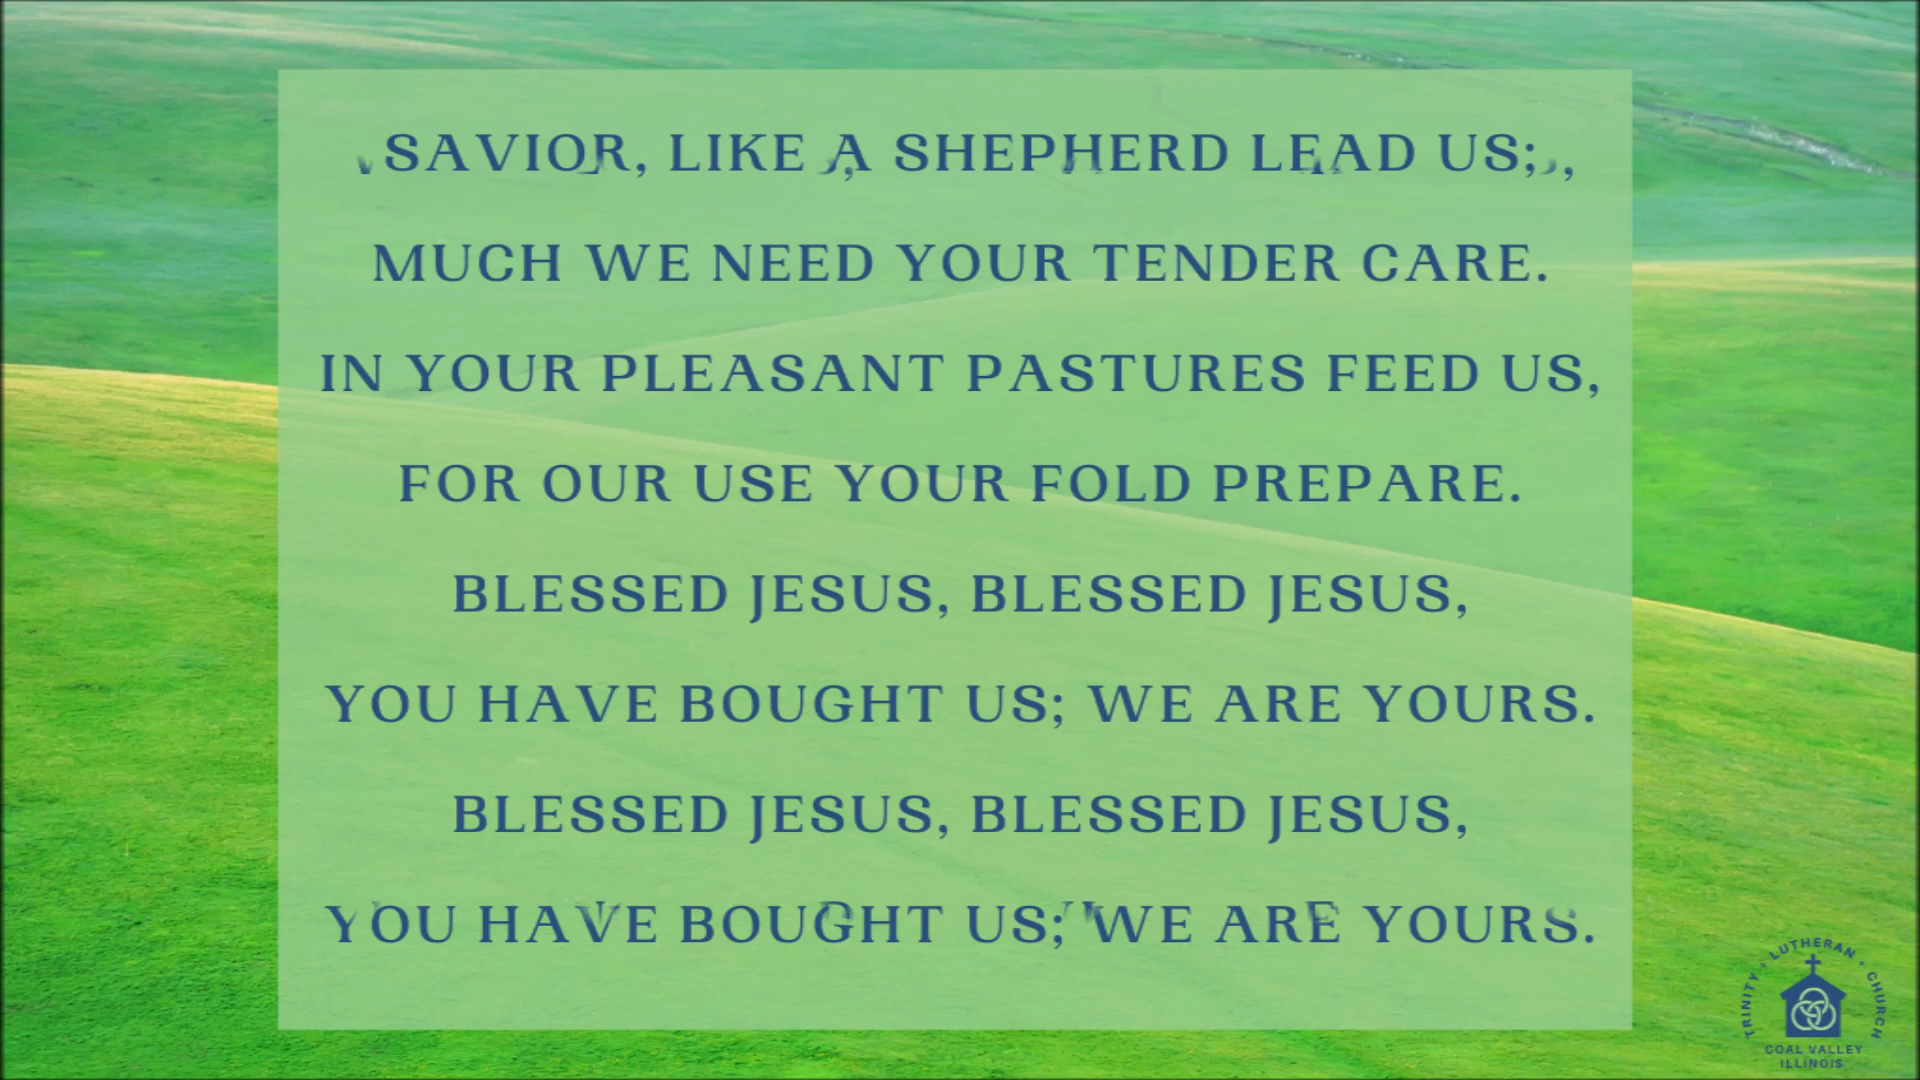 SAVIOR, LIKE A SHEPHERD LEAD US;
MUCH WE NEED YOUR TENDER CARE.
IN YOUR PLEASANT PASTURES FEED US,
FOR OUR USE YOUR FOLD PREPARE.
BLESSED JESUS, BLESSED JESUS,
YOU HAVE BOUGHT US; WE ARE YOURS.
BLESSED JESUS, BLESSED JESUS,
YOU HAVE BOUGHT US; WE ARE YOURS.
TRINITY + LUTHERAN + CHURCH
COAL VALLEY
ILLINOIS